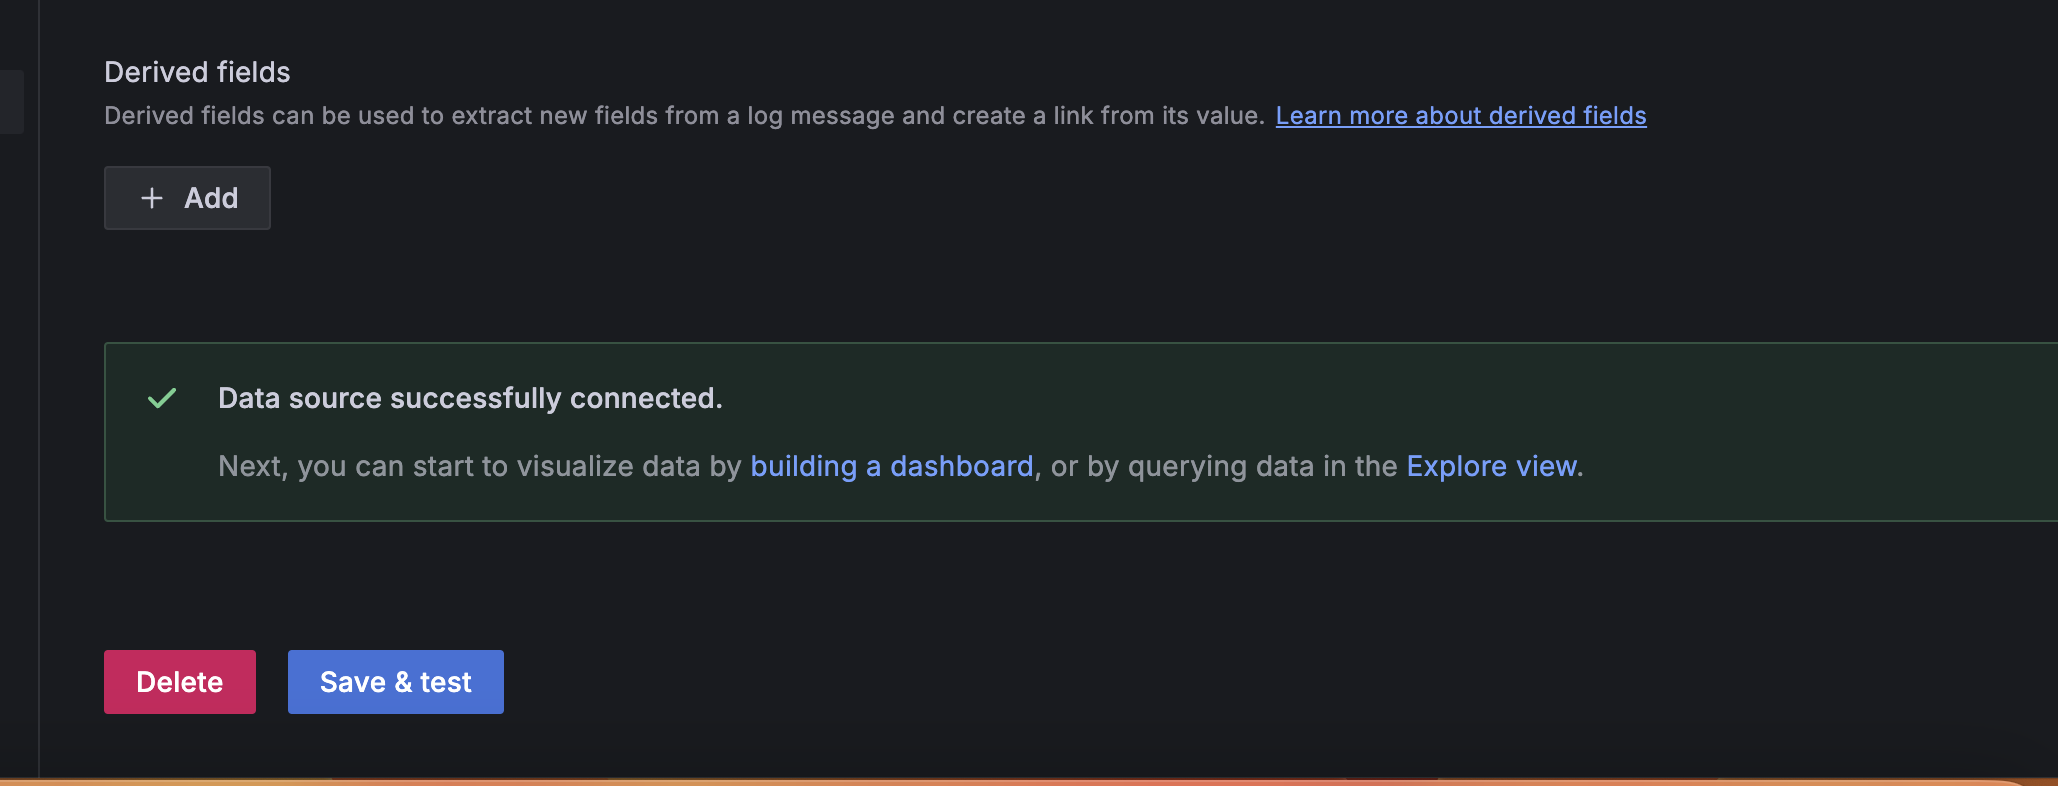 Derived fields
Derived fields can be used to extract new fields from a log message and create a link from its value. Learn more about derived fields
+ Add
Data source successfully connected.
Next, you can start to visualize data by building a dashboard, or by querying data in the Explore view.
Delete
Save & test